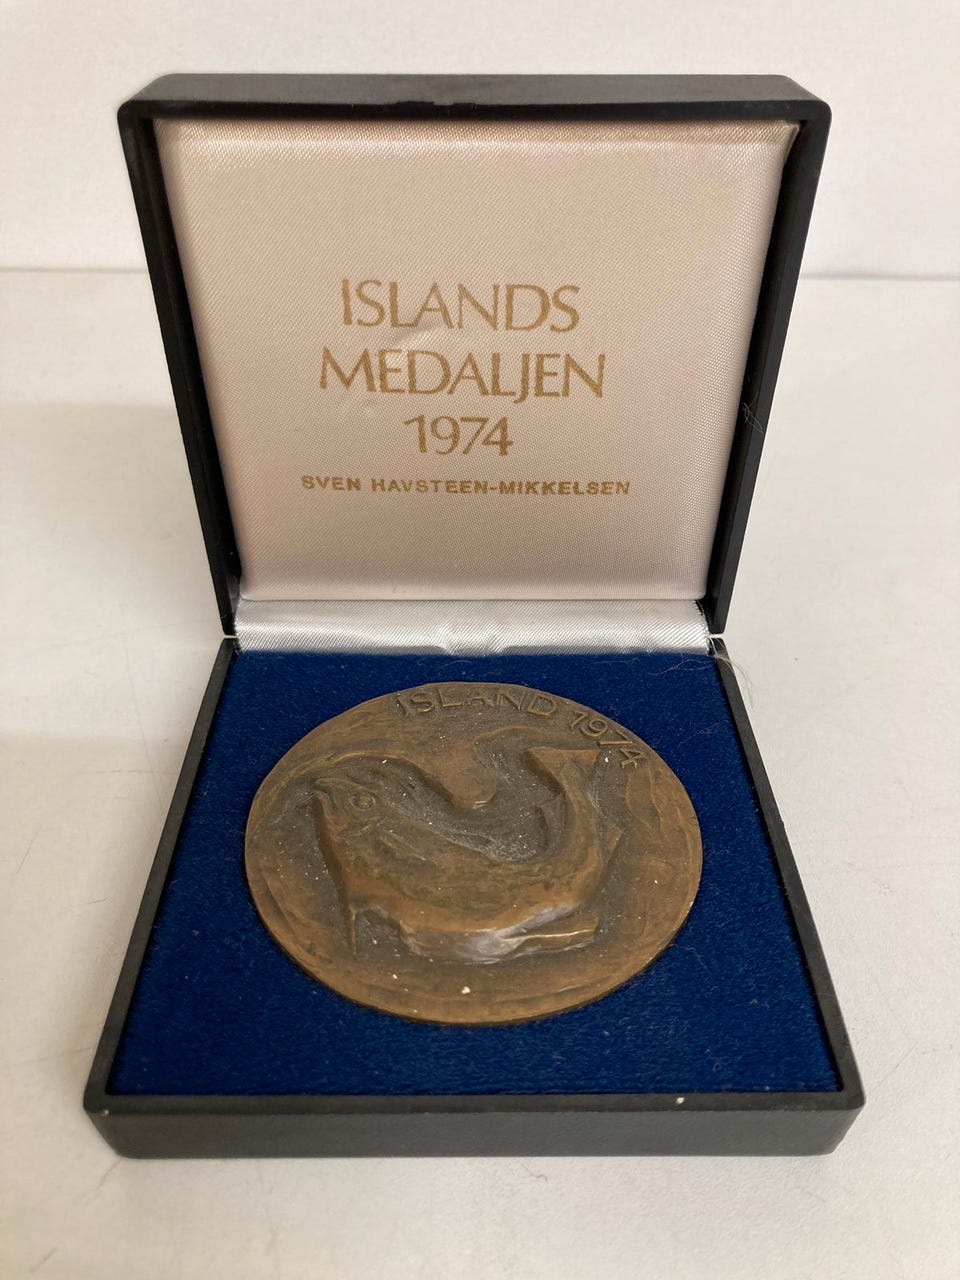 ISLANDS
MEDALJEN
1974
SVEN HAVSTEEN-MIKKELSEN
ISLAND 1974